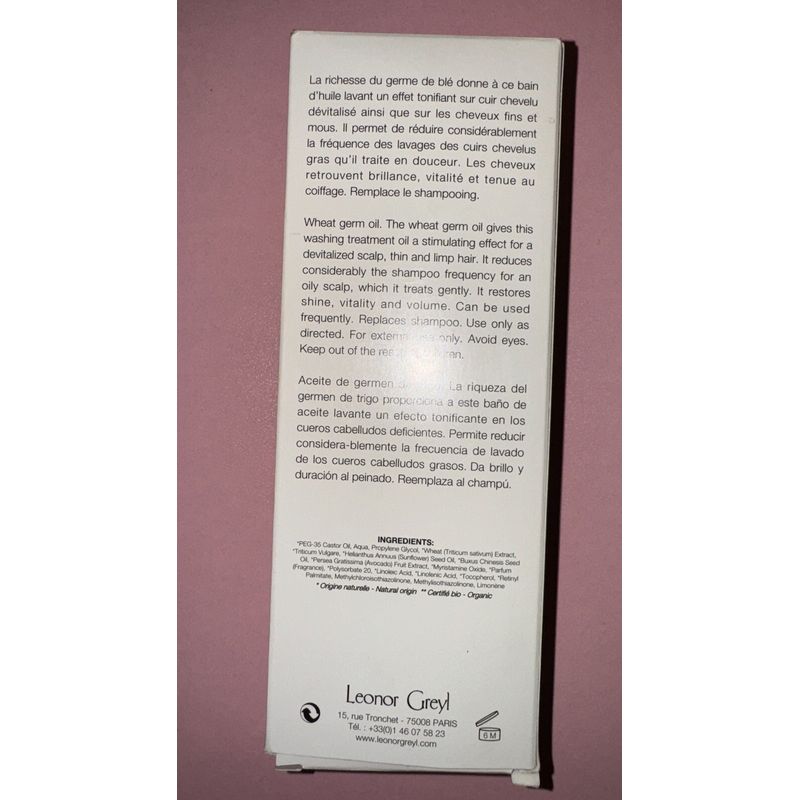 La richesse du germe de blé donne à ce bain
d'huile lavant un effet tonifiant sur cuir chevelu
dévitalisé ainsi que sur les cheveux fins et
mous. Il permet de réduire considérablement
la fréquence des lavages des cuirs chevelus
gras qu'il traite en douceur. Les cheveux
retrouvent brillance, vitalité et tenue au
coiffage. Remplace le shampooing.
Wheat germ oil. The wheat germ oil gives this
washing treatment oil a stimulating effect for a
devitalized scalp, thin and limp hair. It reduces
considerably the shampoo frequency for an
oily scalp, which it treats gently. It restores
shine, vitality and volume. Can be used
frequently. Replaces shampoo. Use only as
directed. For external use only. Avoid eyes.
Keep out of the reach
Aceite de germen La riqueza del
germen de trigo proporciona a este baño de
aceite lavante un efecto tonificante en los
cueros cabelludos deficientes. Permite reducir
considera-blemente la frecuencia de lavado
de los cueros cabelludos grasos. Da brillo y
duración al peinado. Reemplaza al champú.
INGREDIENTS:
*PEG-35 Castor Oil, Aqua, Propylene Glycol, *Wheat (Triticum sativum) Extract,
*Triticum Vulgare, *Helianthus Annuus (Sunflower) Seed Oil, *Buxus Chinesis Seed
Oil, *Persea Gratissima (Avocado) Fruit Extract, *Myristamine Oxide, *Parfum
(Fragrance), *Polysorbate 20, *Linoleic Acid, *Linolenic Acid, *Tocopherol, *Retinyl
Palmitate, Methylchloroisothiazolinone, Methylisothiazolinone, Limonène
* Origine naturelle - Natural origin ** Certifié bio - Organic
Leonor Greyl
15, rue Tronchet - 75008 PARIS
Tél. : +33(0)1 46 07 58 23
www.leonorgreyl.com
6 M